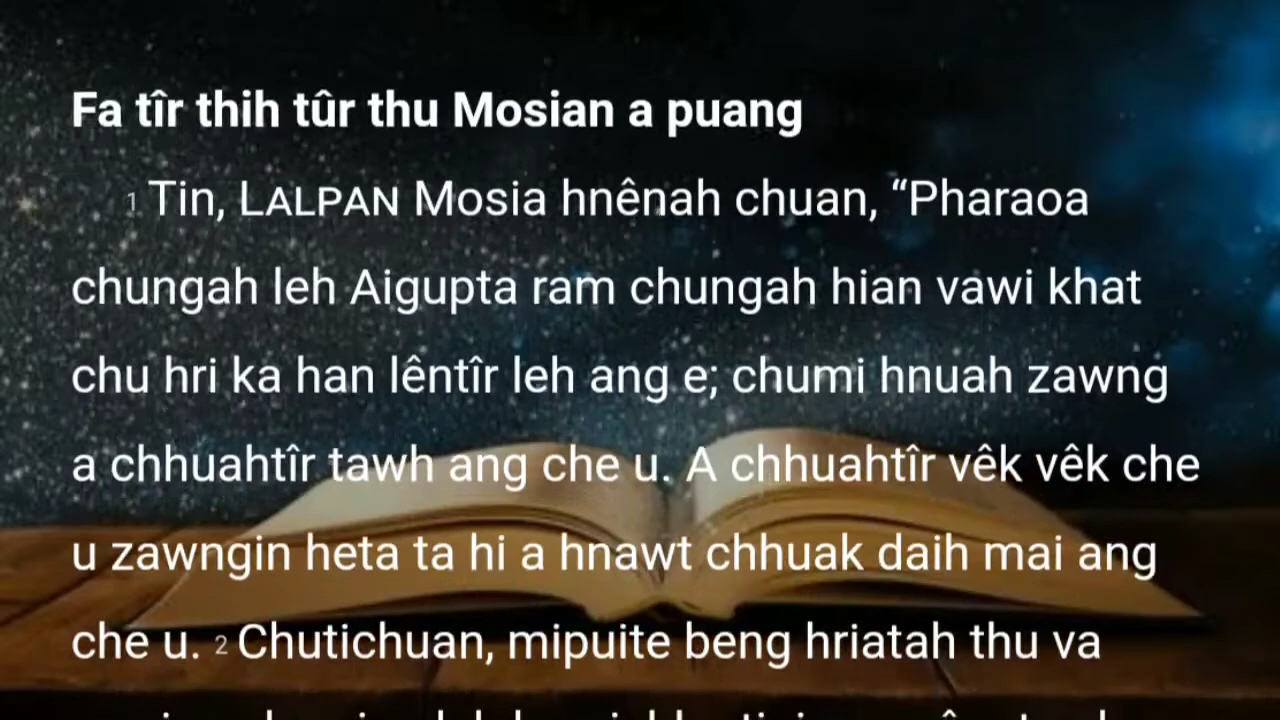 Fa tîr thih tûr thu Mosian a puang
1 Tin, LALPAN Mosia hnênah chuan, “Pharaoa
chungah leh Aigupta ram chungah hian vawi khat
chu hri ka han lêntîr leh ang e; chumi hnuah zawng
a chhuahtîr tawh ang che u. A chhuahtîr vêk vêk che
u zawngin heta ta hi a hnawt chhuak daih mai ang
che u. 2 Chutichuan, mipuite beng hriatah thu va